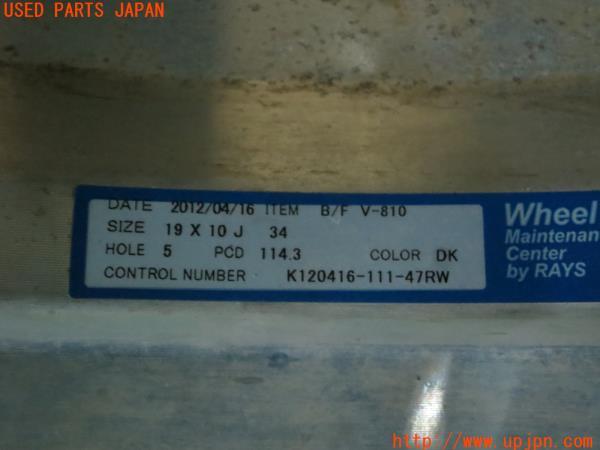 USED PARTS JAPAN
DATE 2012/04/16 ITEM B/F V-810
SIZE 19 X 10 J 34
HOLE 5 PCD 114.3 COLOR DK
CONTROL NUMBER K120416-111-47RW
Wheel
Maintenan
Center
by RAYS
http://www-upjpn.com/